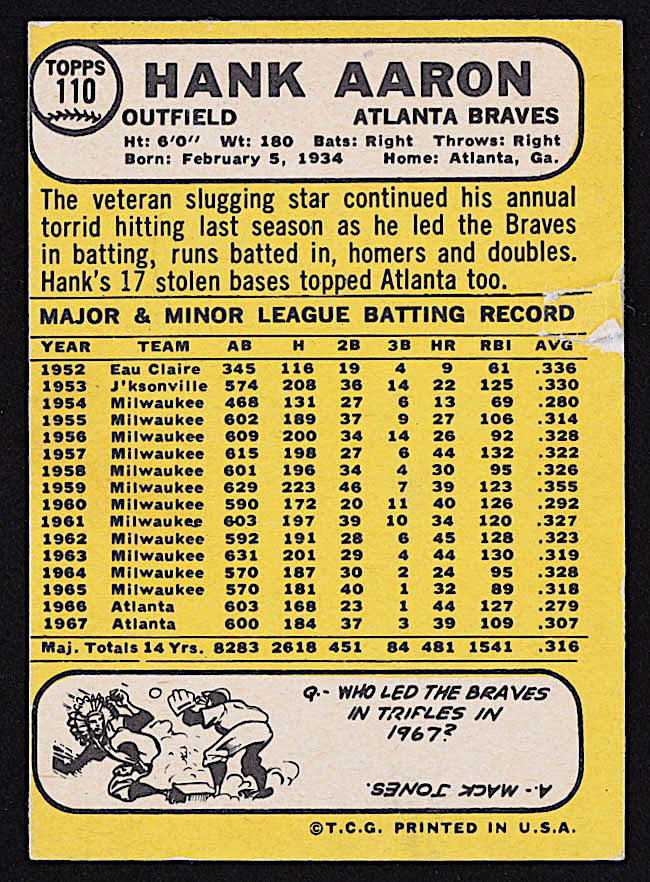 TOPPS
110
HANK AARON
OUTFIELD ATLANTA BRAVES
Ht: 6'0" Wt: 180 Bats: Right Throws: Right
Born: February 5, 1934 Home: Atlanta, Ga.
The veteran slugging star continued his annual
torrid hitting last season as he led the Braves
in batting, runs batted in, homers and doubles.
Hank's 17 stolen bases topped Atlanta too.
MAJOR & MINOR LEAGUE BATTING RECORD
YEAR TEAM AB H 2B 3B HR RBI AVG
1952 Eau Claire 345 116 19 4 9 61 .336
1953 J'ksonville 574 208 36 14 22 125 .330
1954 Milwaukee 468 131 27 6 13 69 .280
1955 Milwaukee 602 189 37 9 27 106 .314
1956 Milwaukee 609 200 34 14 26 92 .328
1957 Milwaukee 615 198 27 6 44 132 .322
1958 Milwaukee 601 196 34 4 30 95 .326
1959 Milwaukee 629 223 46 7 39 123 .355
1960 Milwaukee 590 172 20 11 40 126 .292
1961 Milwaukee 603 197 39 10 34 120 .327
1962 Milwaukee 592 191 28 6 45 128 .323
1963 Milwaukee 631 201 29 4 44 130 .319
1964 Milwaukee 570 187 30 2 24 95 .328
1965 Milwaukee 570 181 40 1 32 89 .318
1966 Atlanta 603 168 23 1 44 127 .279
1967 Atlanta 600 184 37 3 39 109 .307
Maj. Totals 14 Yrs. 8283 2618 451 84 481 1541 .316
Q.- WHO LED THE BRAVES
IN TRIFLES IN
1967?
A.- MACK JONES.
©T.C.G. PRINTED IN U.S.A.